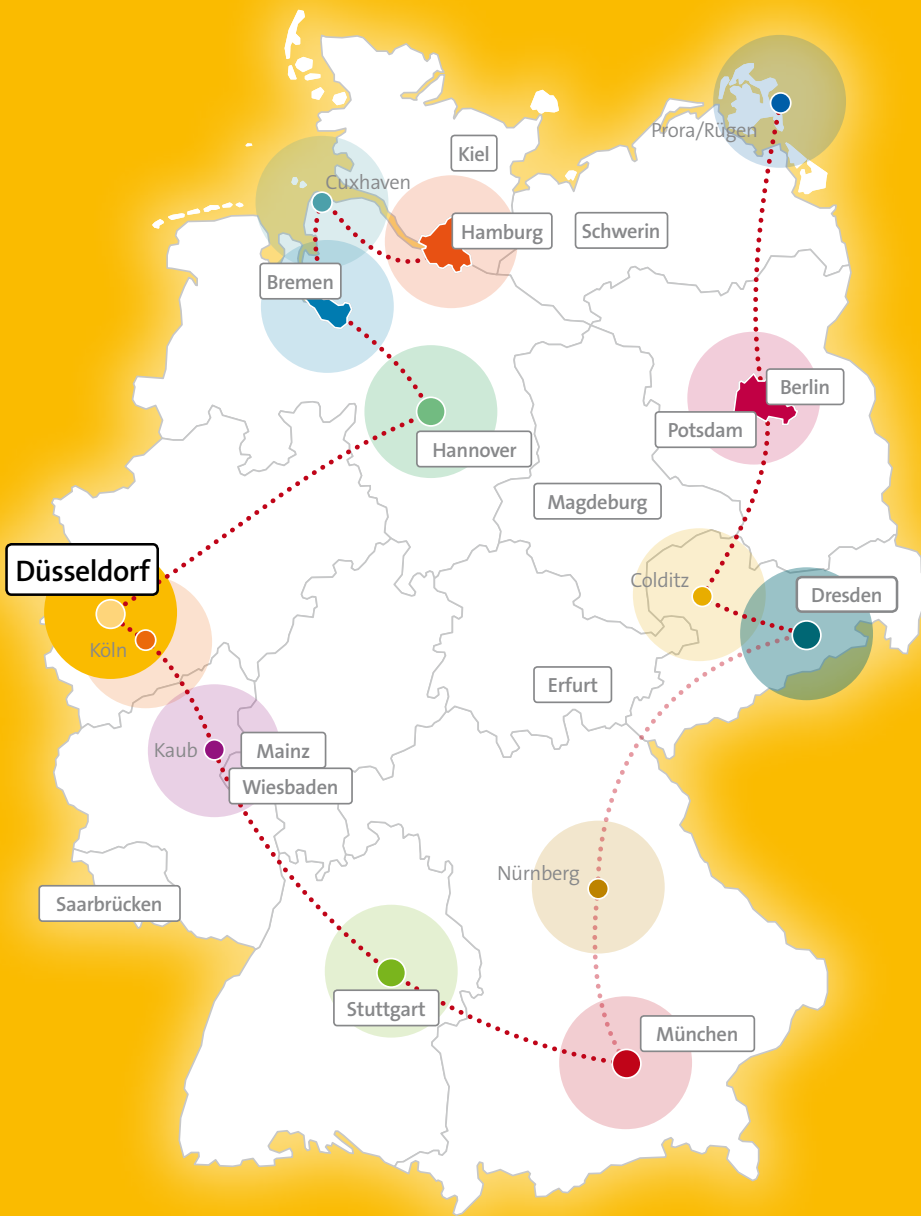 Prora/Rügen
Kiel
Cuxhaven
Hamburg
Schwerin
Bremen
Berlin
Potsdam
Hannover
Magdeburg
Düsseldorf
Colditz
Dresden
Köln
Erfurt
Kaub
Mainz
Wiesbaden
Nürnberg
Saarbrücken
Stuttgart
München